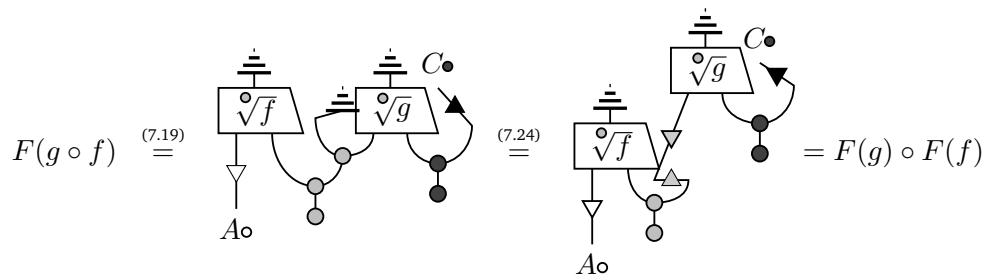 C●
C●
√g
√f
√g
(7.19)
(7.24)
F(g ∘ f) = = = F(g) ∘ F(f)
√f
A○
A○